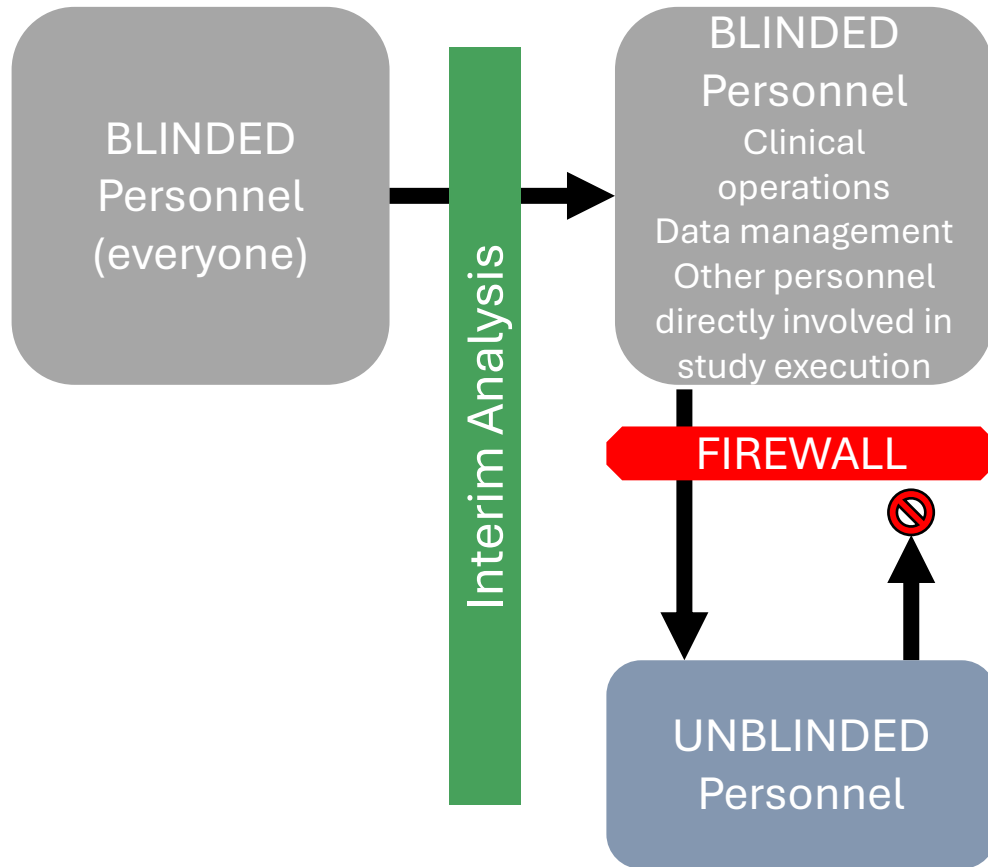 BLINDED
Personnel
(everyone)
Interim Analysis
BLINDED
Personnel
Clinical
operations
Data management
Other personnel
directly involved in
study execution
FIREWALL
UNBLINDED
Personnel